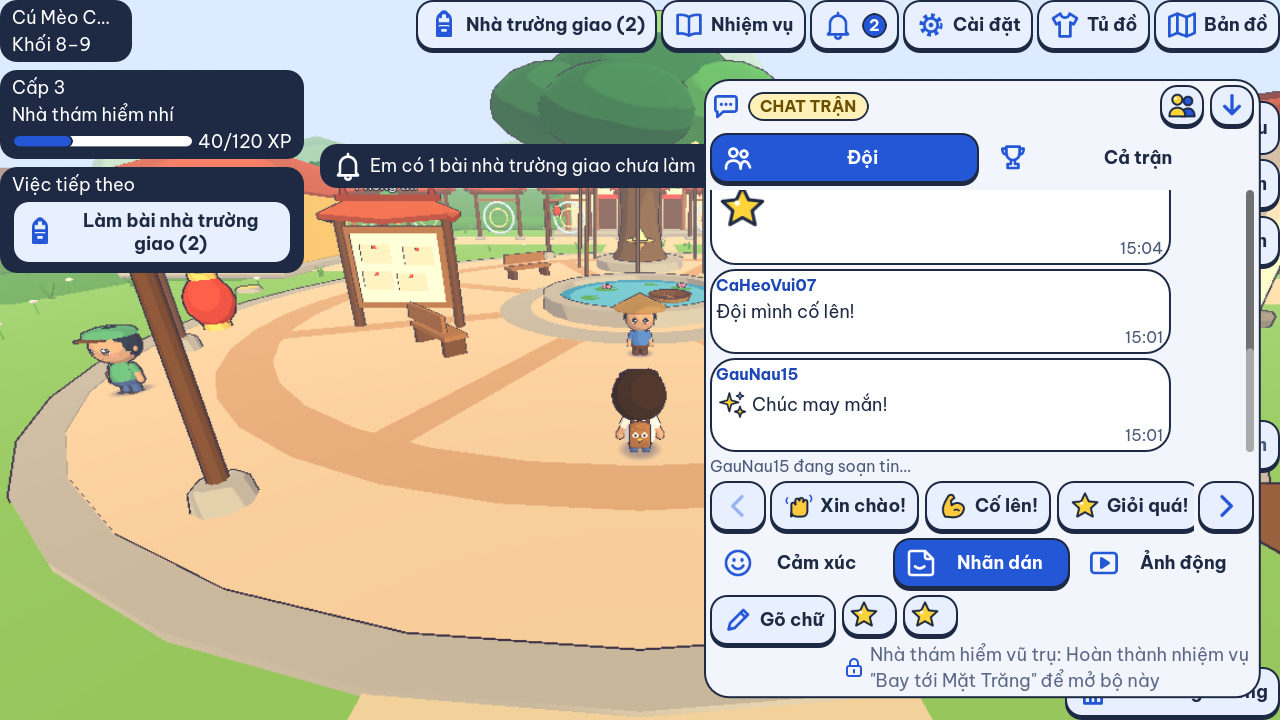 Cú Mèo C...
Khối 8–9
Nhà trường giao (2)
Nhiệm vụ
2
Cài đặt
Tủ đồ
Bản đồ
Cấp 3
Nhà thám hiểm nhí
40/120 XP
Việc tiếp theo
Làm bài nhà trường
giao (2)
Em có 1 bài nhà trường giao chưa làm
CHAT TRẬN
Đội
Cả trận
15:04
CaHeoVui07
Đội mình cố lên!
15:01
GauNau15
Chúc may mắn!
15:01
GauNau15 đang soạn tin...
Xin chào!
Cố lên!
Giỏi quá!
Cảm xúc
Nhãn dán
Ảnh động
Gõ chữ
Nhà thám hiểm vũ trụ: Hoàn thành nhiệm vụ
"Bay tới Mặt Trăng" để mở bộ này